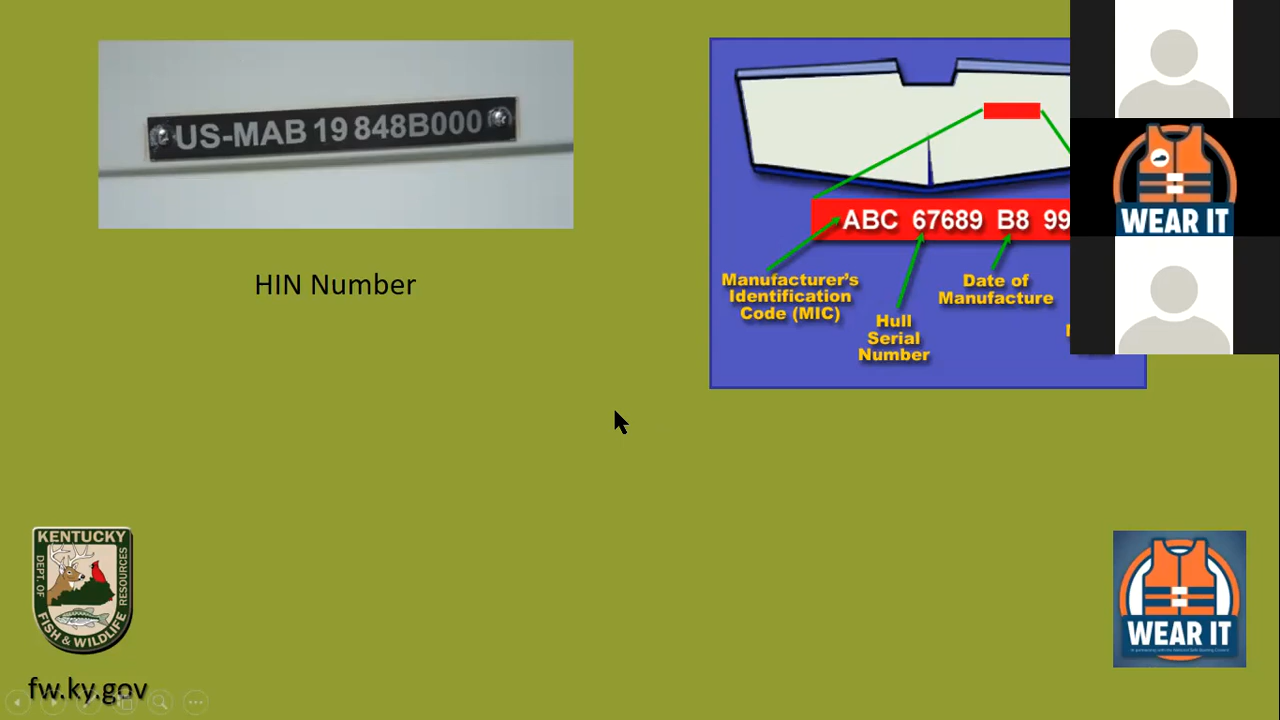 US-MAB 19 848B000
HIN Number
ABC 67689 B8 99
Manufacturer's
Identification
Code (MIC)
Hull
Serial
Number
Date of
Manufacture
WEAR IT
KENTUCKY
DEPT. OF
FISH & WILDLIFE
RESOURCES
fw.ky.gov
WEAR IT